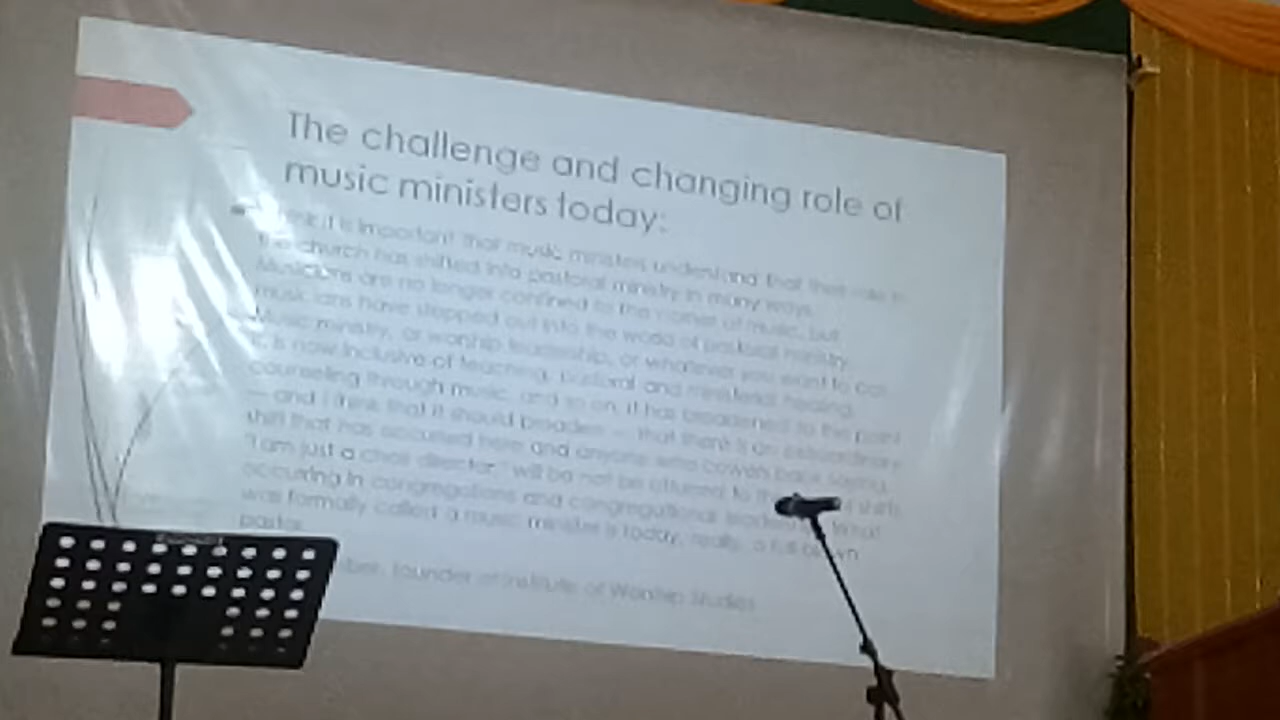 The challenge and changing role of
music ministers today:
it is important that music ministers understand that their role in
the church has shifted into pastoral ministry in many ways.
Musicians are no longer confined to the corner of music, but
musicians have stepped out into the world of pastoral ministry.
Music ministry, or worship leadership, or whatever you want to call
it, is now inclusive of teaching, pastoral and ministerial healing,
counseling through music, and so on. It has broadened to the point
— and I think that it should broaden — that there is an extraordinary
shift that has occurred here and anyone who cowers back saying,
"I am just a choir director" will be not be attuned to the shifts
occurring in congregations and congregational What
was formally called a music minister is today, really, a full blown
pastor.
founder of Institute of Worship Studies